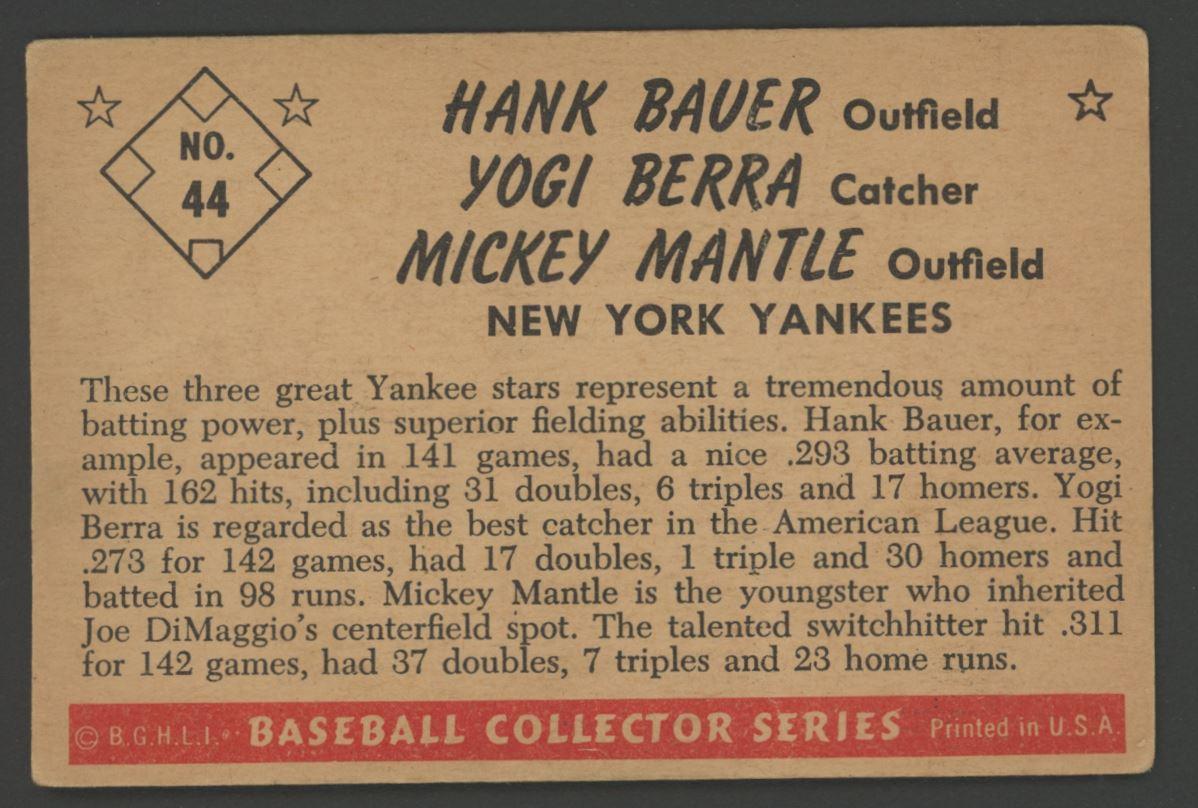 NO.
44
HANK BAUER Outfield
YOGI BERRA Catcher
MICKEY MANTLE Outfield
NEW YORK YANKEES
These three great Yankee stars represent a tremendous amount of
batting power, plus superior fielding abilities. Hank Bauer, for ex-
ample, appeared in 141 games, had a nice .293 batting average,
with 162 hits, including 31 doubles, 6 triples and 17 homers. Yogi
Berra is regarded as the best catcher in the American League. Hit
.273 for 142 games, had 17 doubles, 1 triple and 30 homers and
batted in 98 runs. Mickey Mantle is the youngster who inherited
Joe DiMaggio's centerfield spot. The talented switchhitter hit .311
for 142 games, had 37 doubles, 7 triples and 23 home runs.
© B.G.H.L.I. BASEBALL COLLECTOR SERIES Printed in U.S.A.